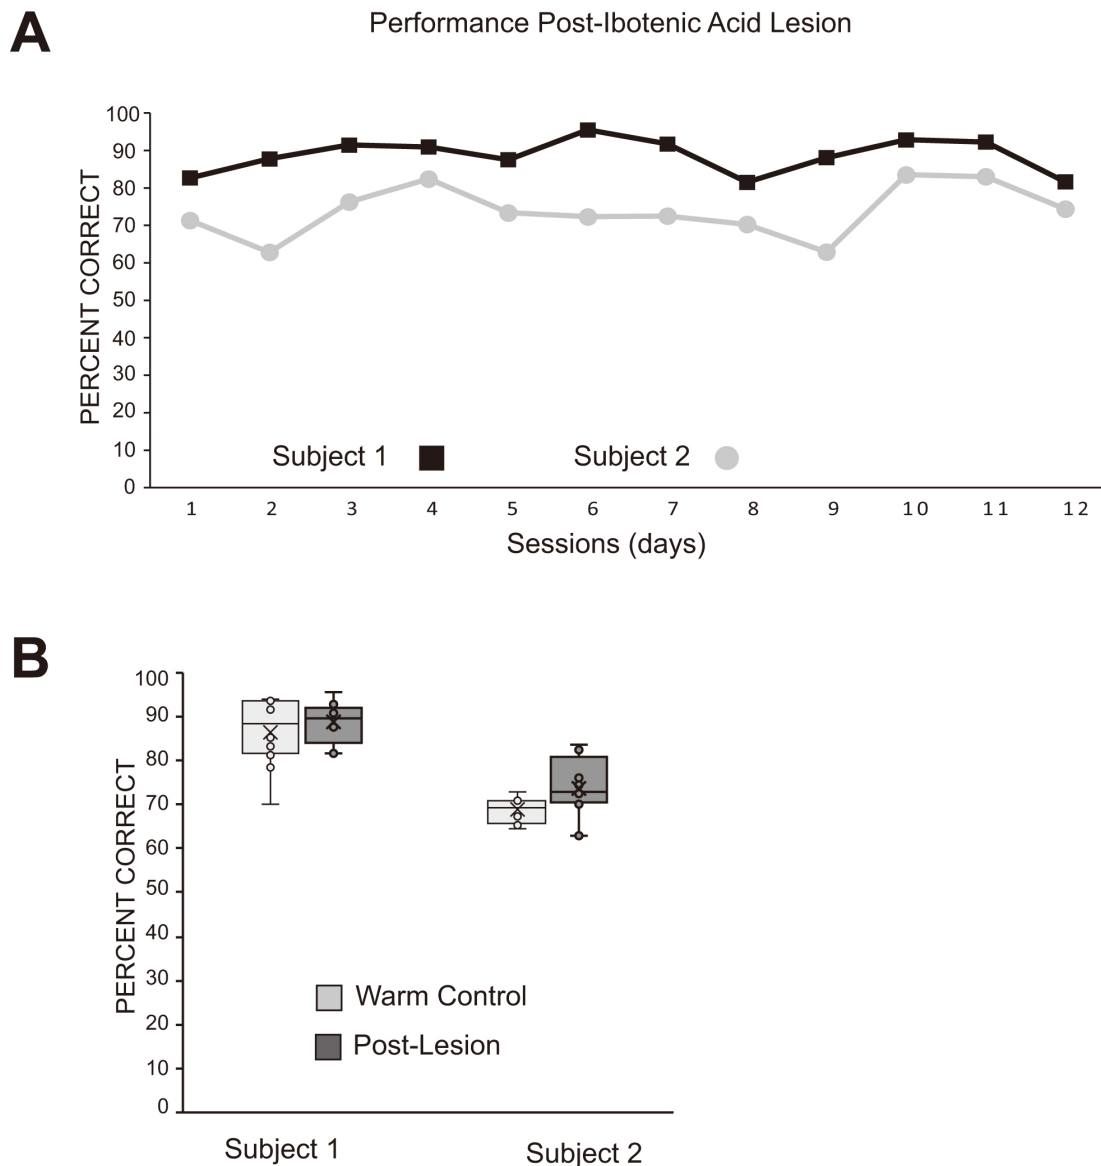 A
Performance Post-Ibotenic Acid Lesion
100
90
80
70
60
50
40
30
20
10
0
PERCENT CORRECT
Subject 1
Subject 2
1 2 3 4 5 6 7 8 9 10 11 12
Sessions (days)
B
100
90
80
70
60
50
40
30
20
10
0
PERCENT CORRECT
Warm Control
Post-Lesion
Subject 1
Subject 2